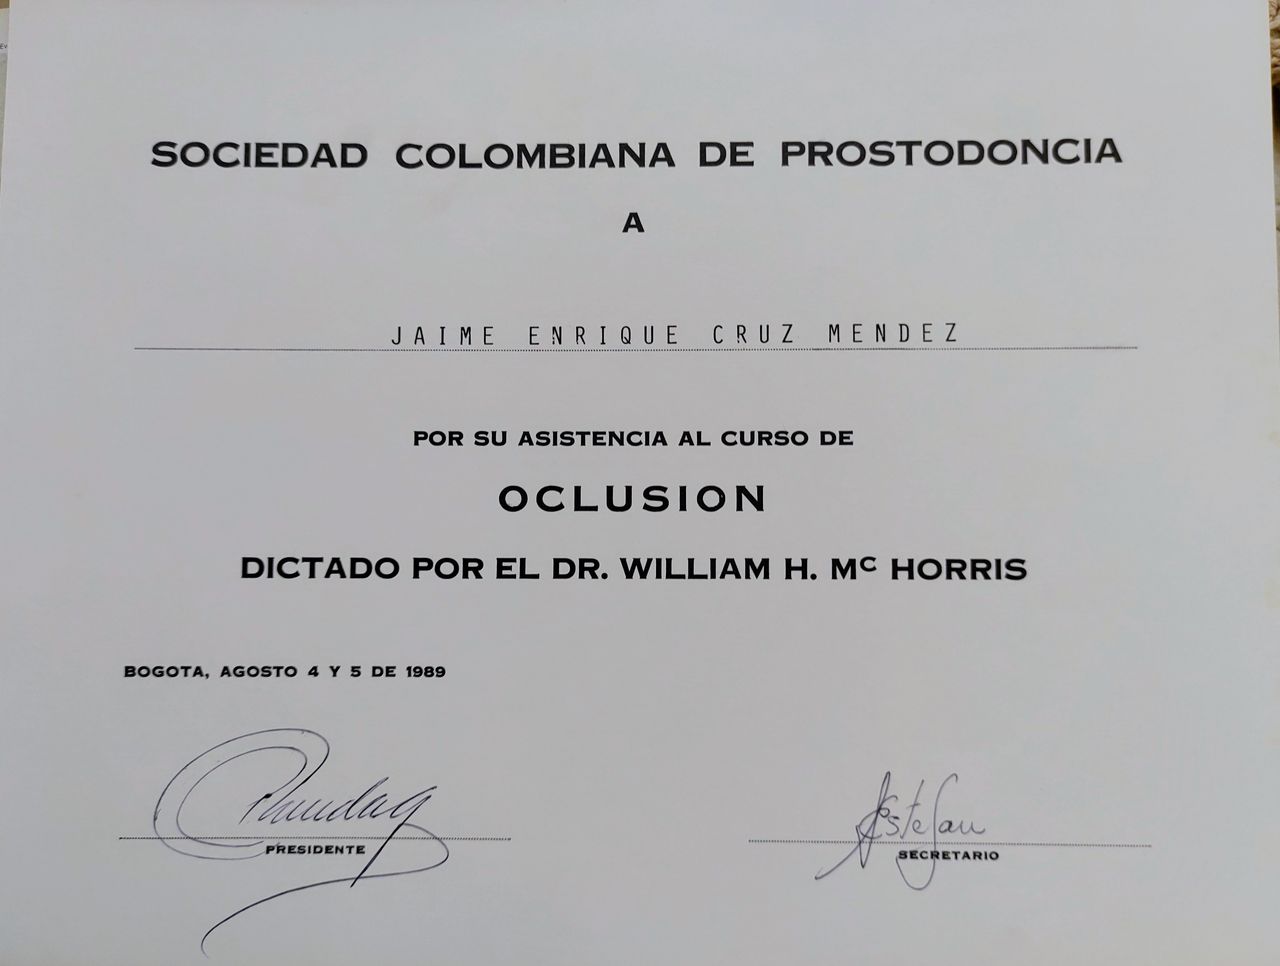 SOCIEDAD COLOMBIANA DE PROSTODONCIA
A
JAIME ENRIQUE CRUZ MENDEZ
POR SU ASISTENCIA AL CURSO DE
OCLUSION
DICTADO POR EL DR. WILLIAM H. Mc HORRIS
BOGOTA, AGOSTO 4 Y 5 DE 1989
PRESIDENTE
SECRETARIO